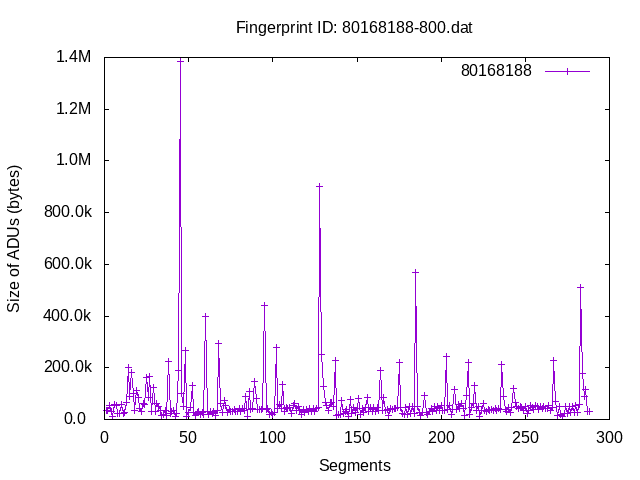 Fingerprint ID: 80168188-800.dat
80168188
1.4M
1.2M
1.0M
800.0k
600.0k
400.0k
200.0k
0.0
0 50 100 150 200 250 300
Size of ADUs (bytes)
Segments